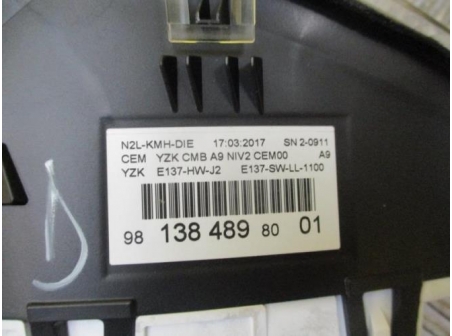 N2L-KMH-DIE 17:03:2017 SN 2-0911
CEM YZK CMB A9 NIV2 CEM00 A9
YZK E137-HW-J2 E137-SW-LL-1100
98 138 489 80 01